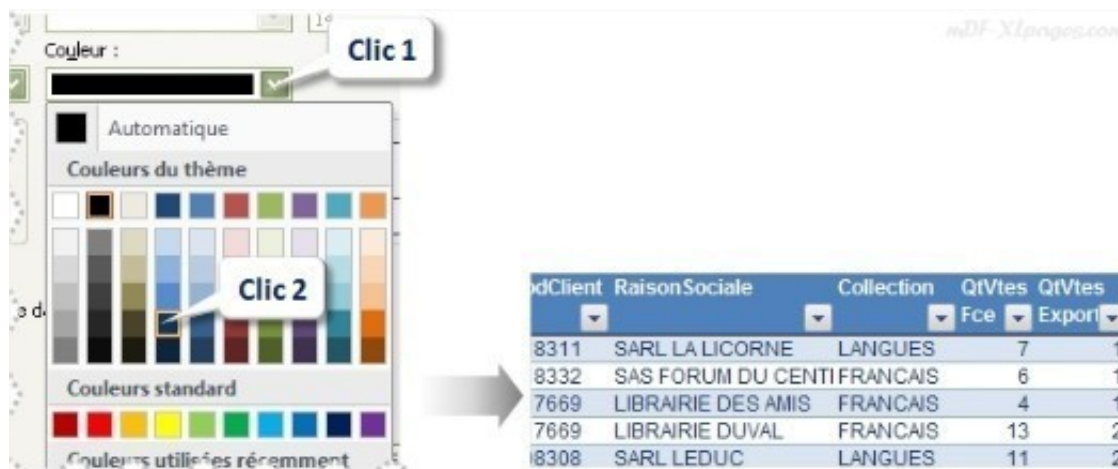 mDF-XLpages.com
Couleur :
Clic 1
Automatique
Couleurs du thème
Clic 2
Couleurs standard
Couleurs utilisées récemment
RaisonSociale Collection QtVtes QtVtes
Fce Export
8311 SARL LA LICORNE LANGUES 7
8332 SAS FORUM DU CENTI FRANCAIS 6
7669 LIBRAIRIE DES AMIS FRANCAIS 4
7669 LIBRAIRIE DUVAL FRANCAIS 13
8308 SARL LEDUC LANGUES 11